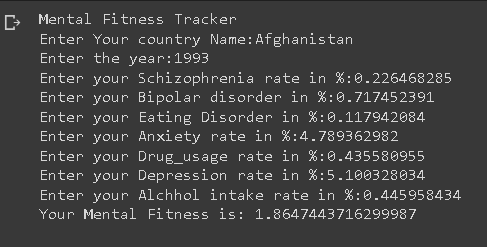 Mental Fitness Tracker
Enter Your country Name:Afghanistan
Enter the year:1993
Enter your Schizophrenia rate in %:0.226468285
Enter your Bipolar disorder in %:0.717452391
Enter your Eating Disorder in %:0.117942084
Enter your Anxiety rate in %:4.789362982
Enter your Drug_usage rate in %:0.435580955
Enter your Depression rate in %:5.100328034
Enter your Alchhol intake rate in %:0.445958434
Your Mental Fitness is: 1.8647443716299987